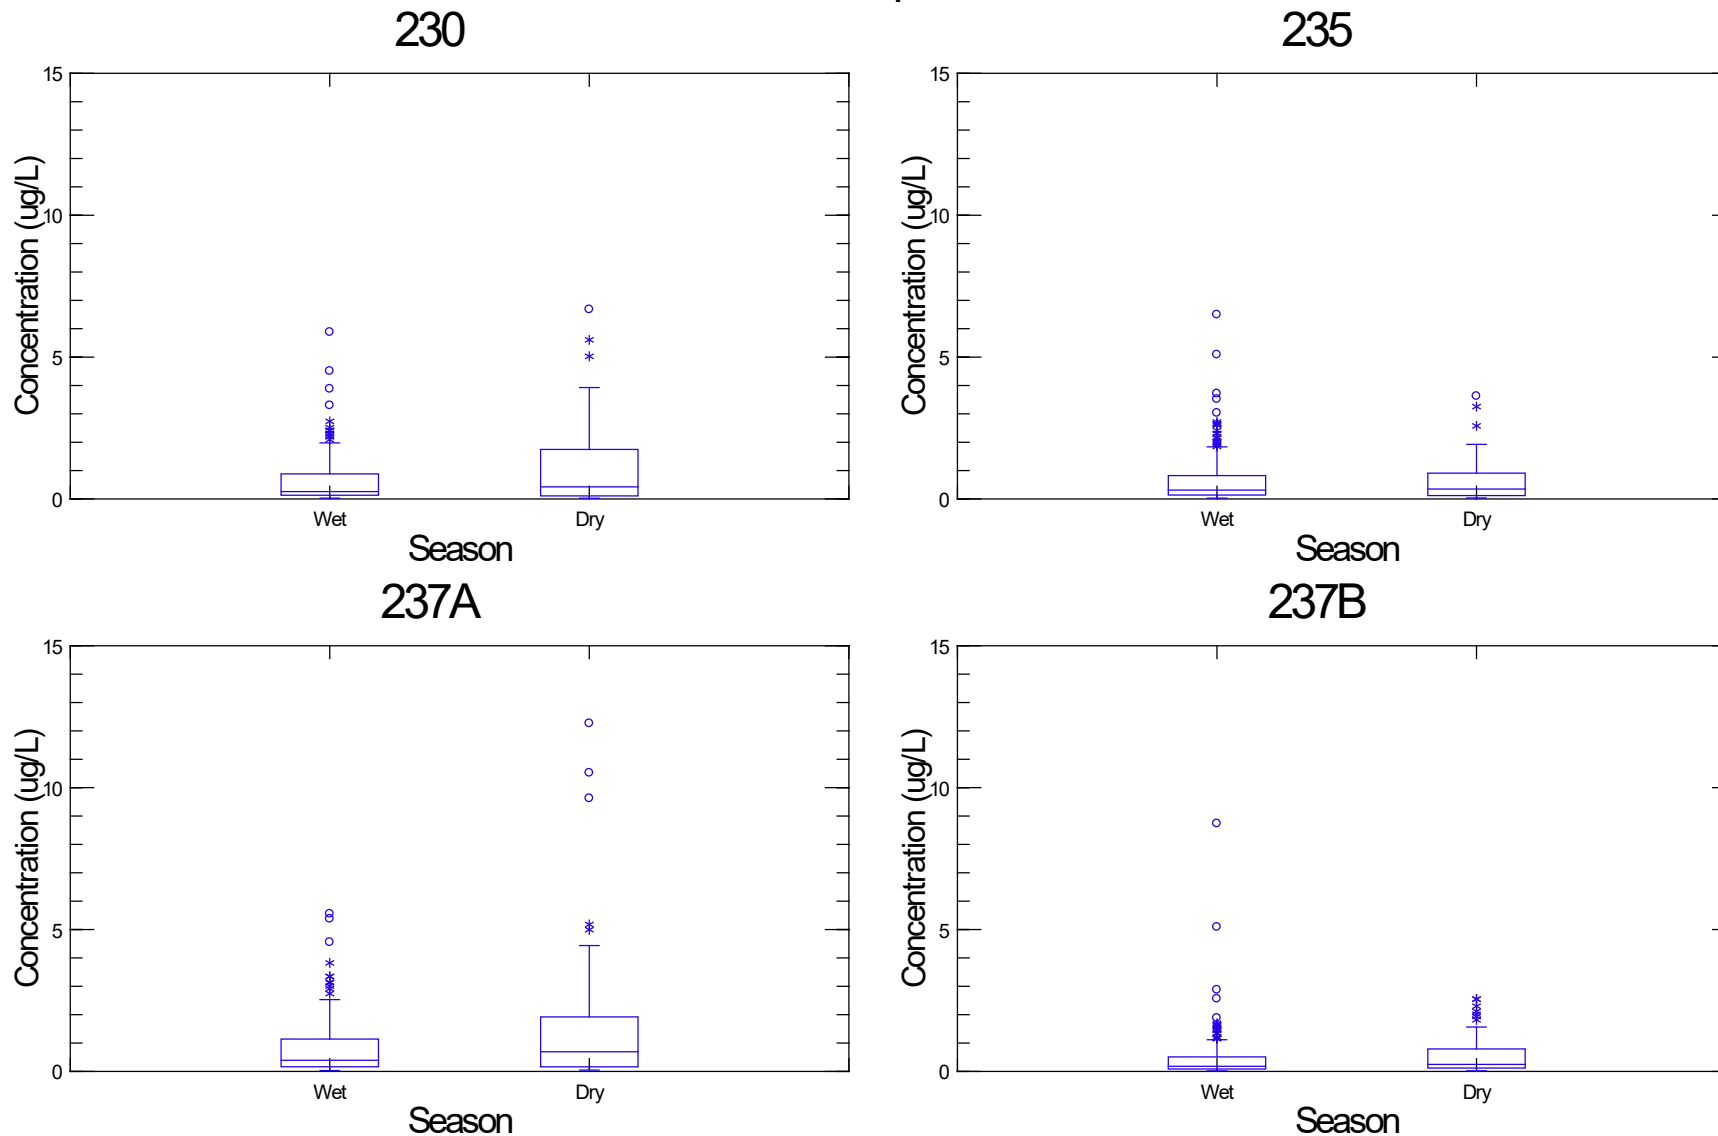 230
235
15
10
5
0
Concentration (ug/L)
Wet
Dry
Season
15
10
5
0
Concentration (ug/L)
Wet
Dry
Season
237A
237B
15
10
5
0
Concentration (ug/L)
Wet
Dry
Season
15
10
5
0
Concentration (ug/L)
Wet
Dry
Season